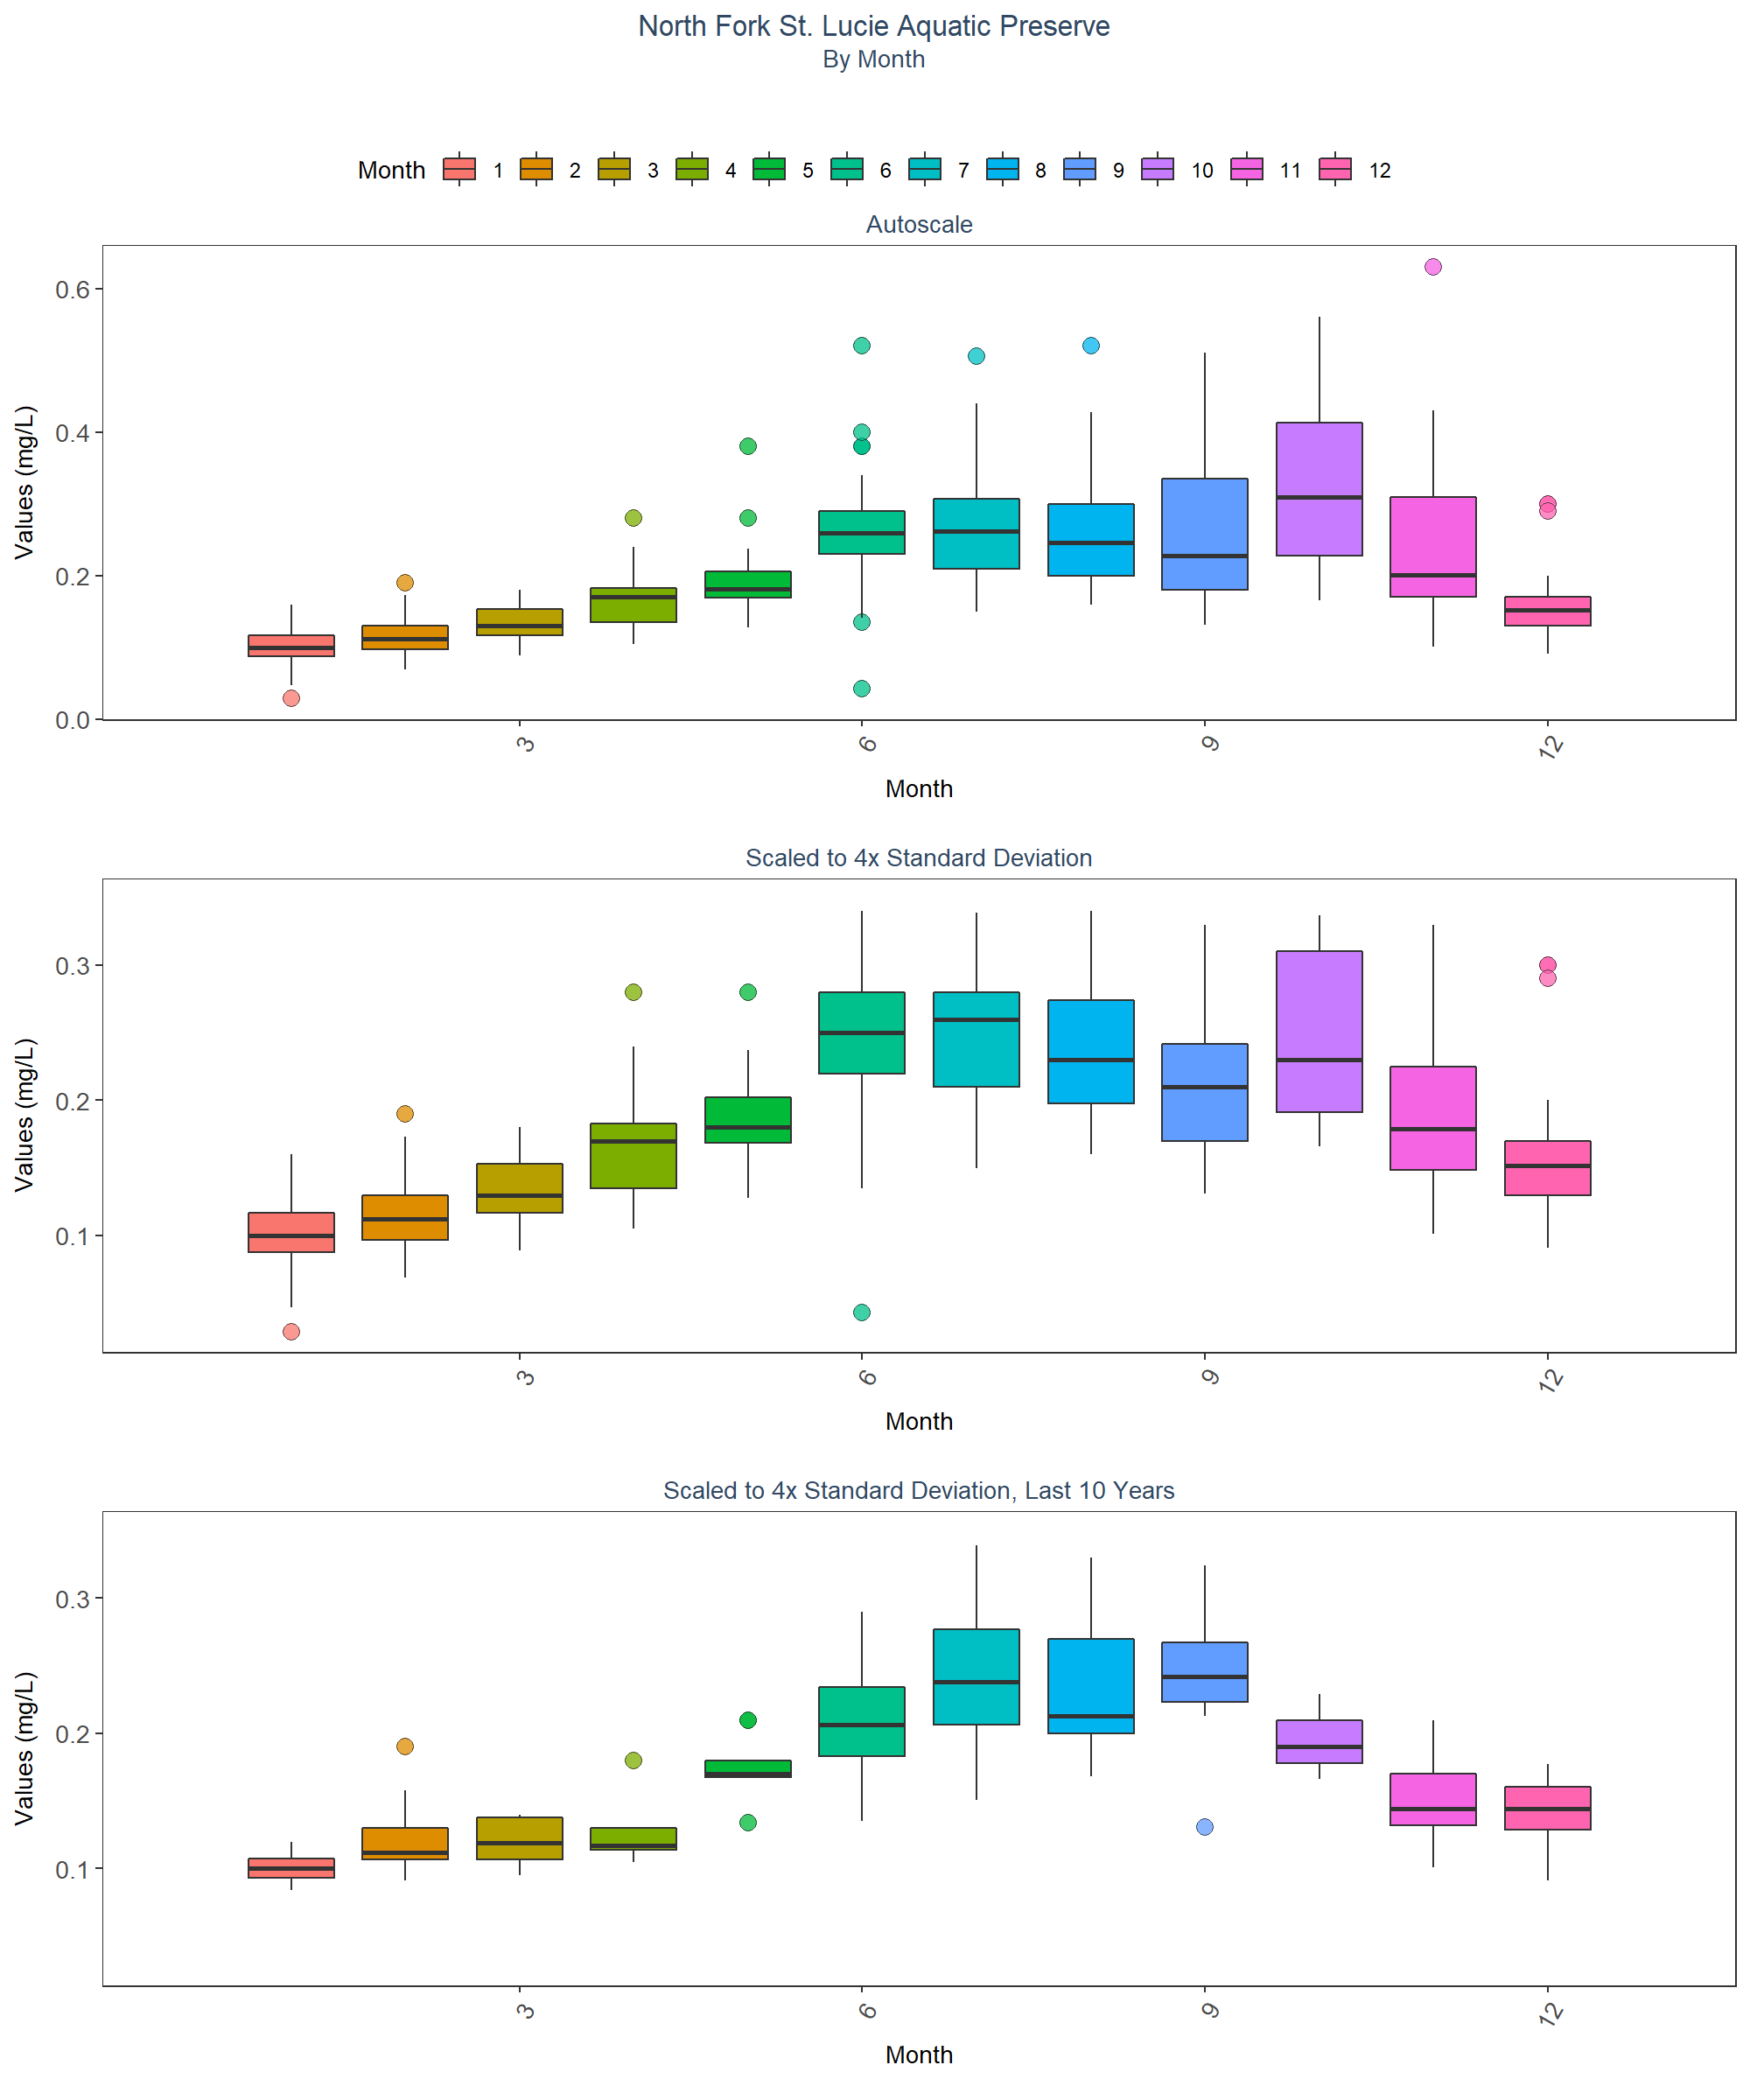 North Fork St. Lucie Aquatic Preserve
By Month
Month 1 2 3 4 5 6 7 8 9 10 11 12
Autoscale
Values (mg/L)
0.6
0.4
0.2
0.0
3 6 9 12
Month
Scaled to 4x Standard Deviation
Values (mg/L)
0.3
0.2
0.1
3 6 9 12
Month
Scaled to 4x Standard Deviation, Last 10 Years
Values (mg/L)
0.3
0.2
0.1
3 6 9 12
Month